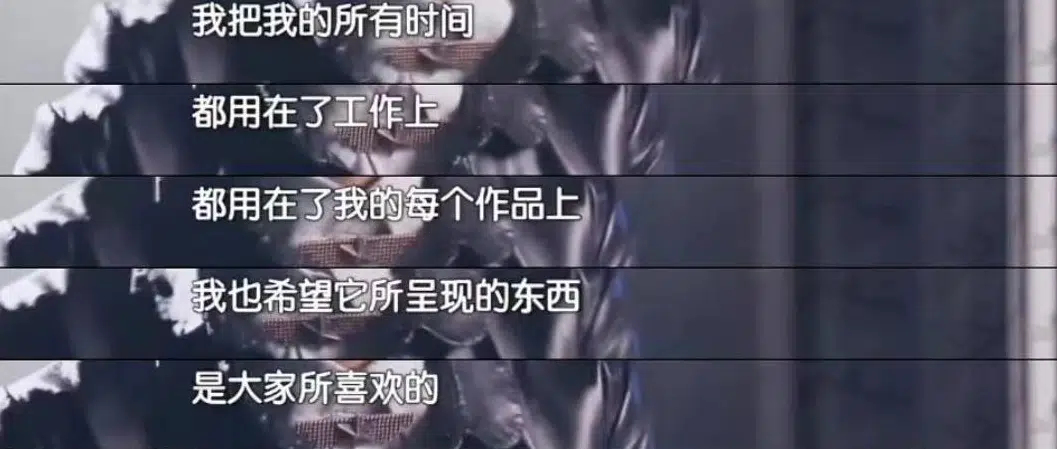 我把我的所有时间
都用在了工作上
都用在了我的每个作品上
我也希望它所呈现的东西
是大家所喜欢的